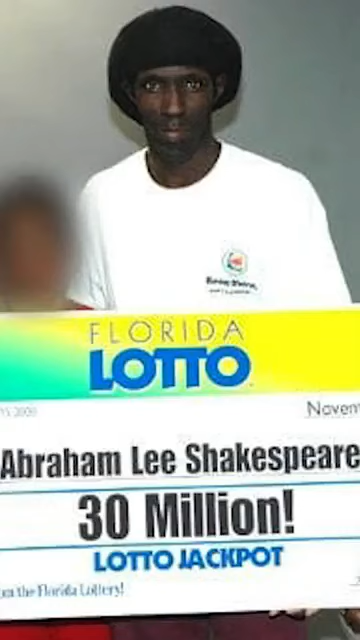 FLORIDA
LOTTO
Novem
Abraham Lee Shakespeare
30 Million!
LOTTO JACKPOT
the Florida Lottery!